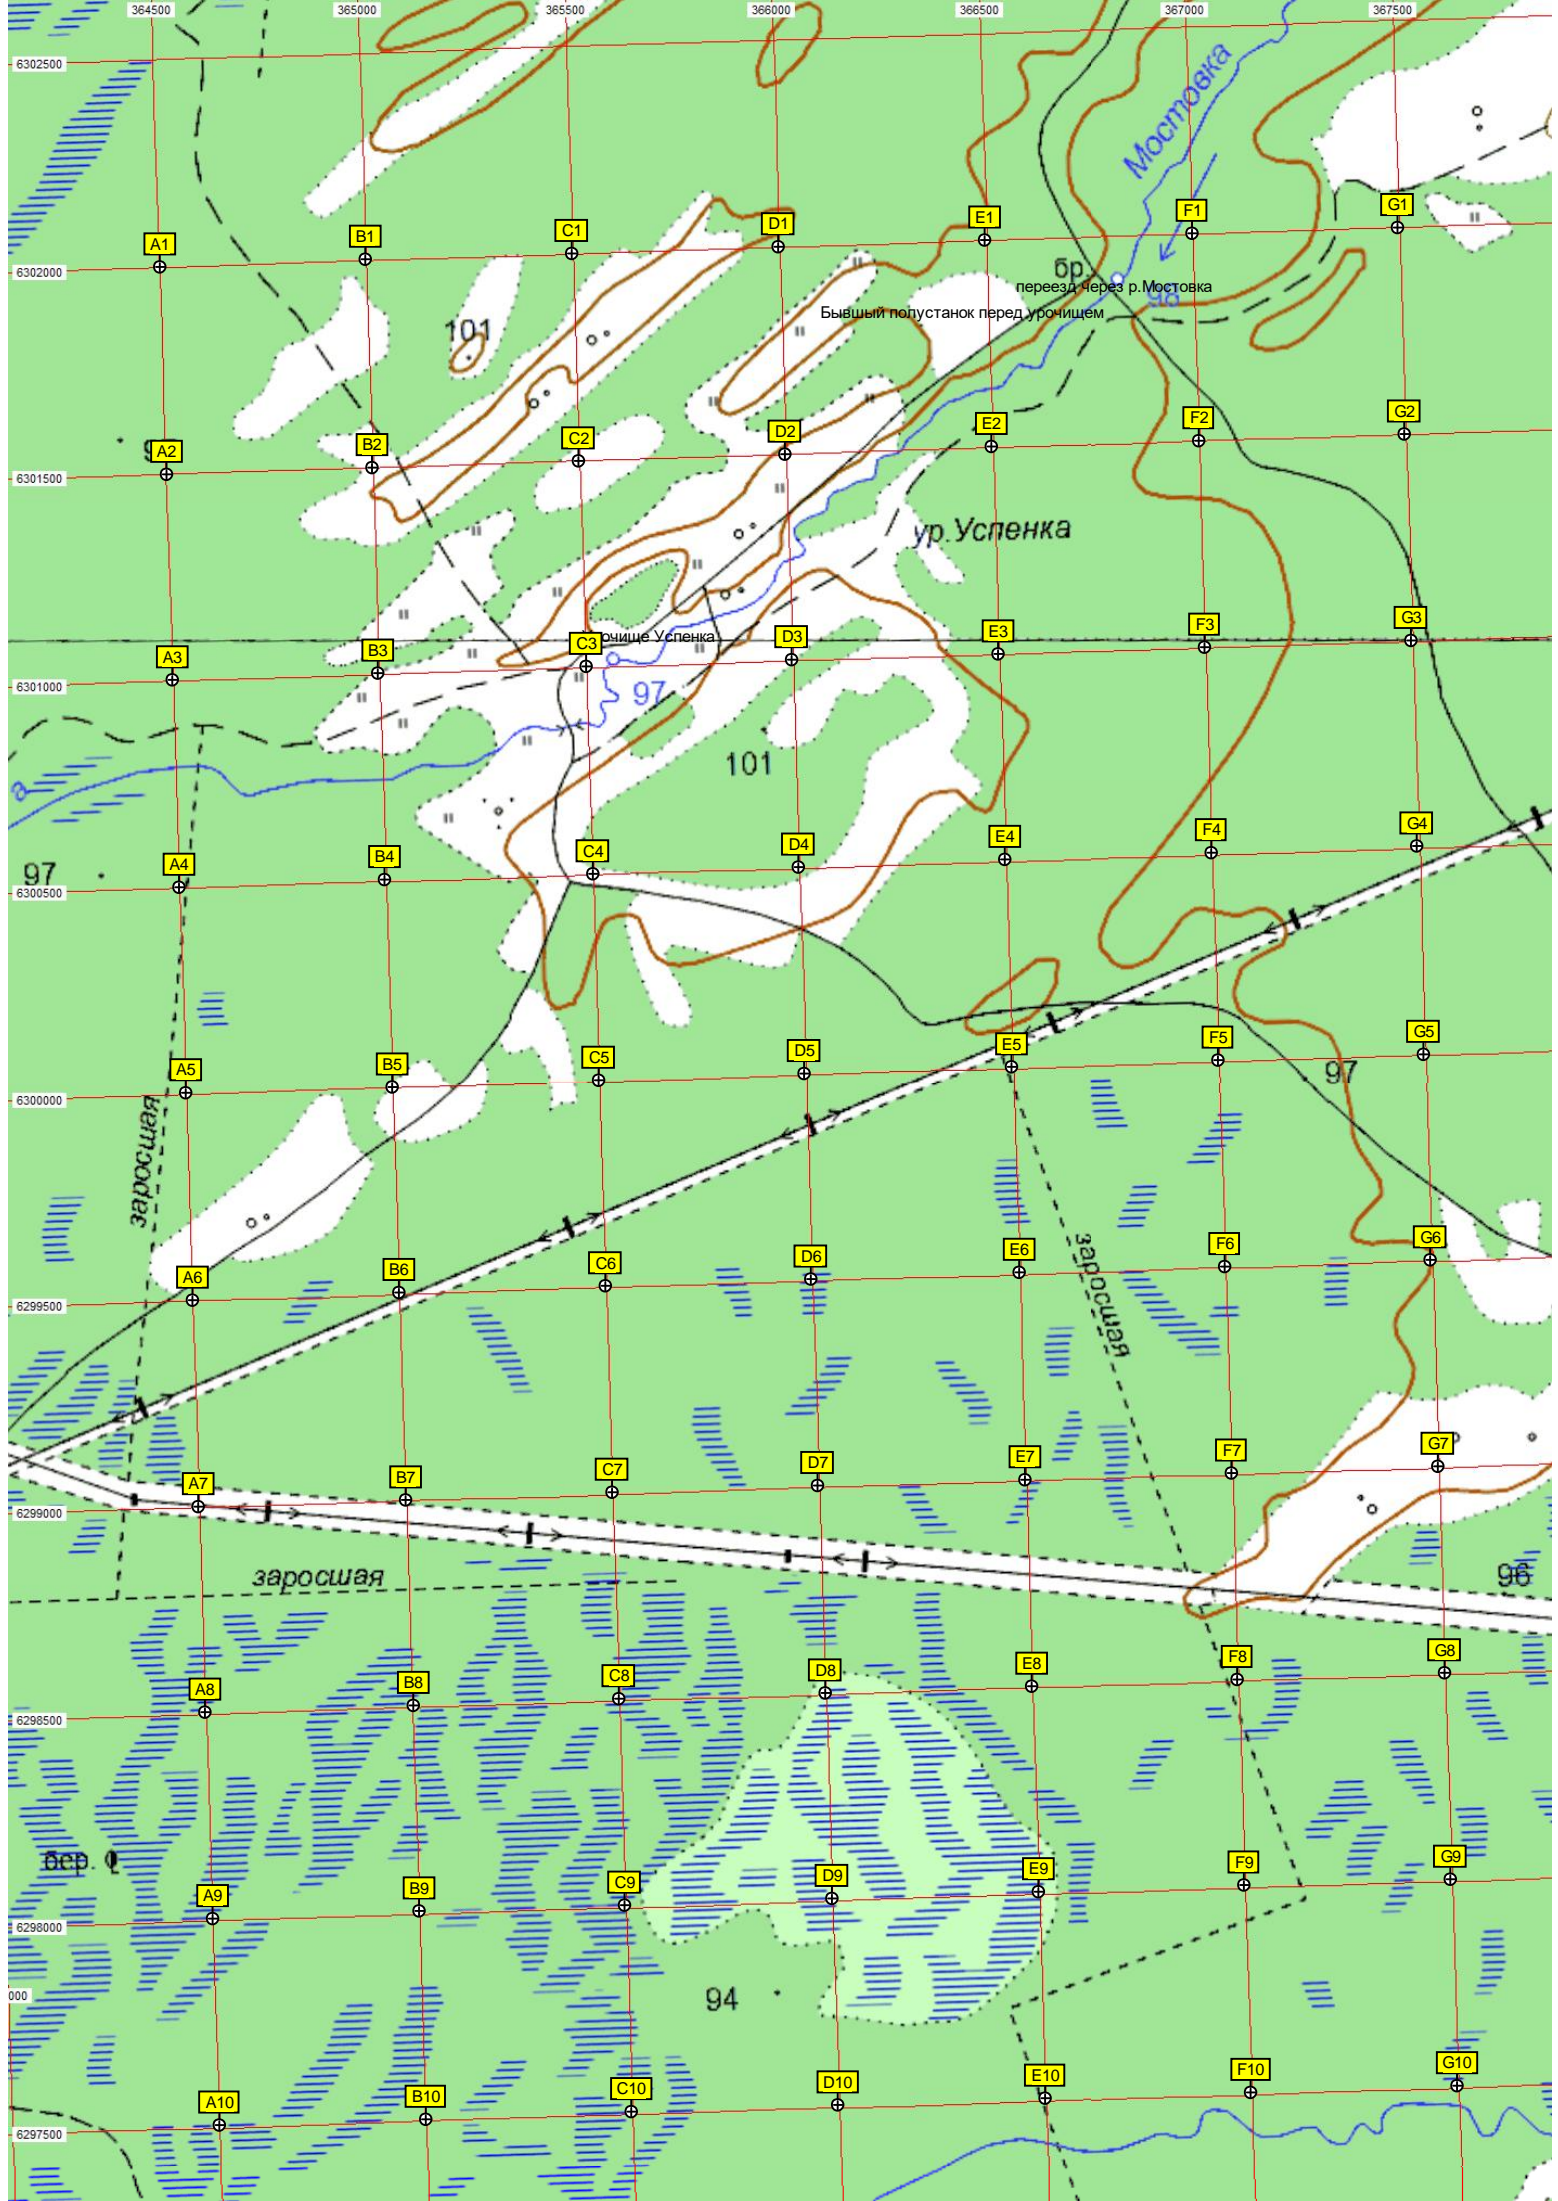 364500 365000 365500 366000 366500 367000 367500
6302500
Мостовка
A1 B1 C1 D1 E1 F1 G1
6302000
бр.
переезд через р.Мостовка
98
Бывший полустанок перед урочищем
101
A2 B2 C2 D2 E2 F2 G2
6301500
ур.Успенка
A3 B3 C3 D3 E3 F3 G3
очище Успенка
6301000
97
101
в
A4 B4 C4 D4 E4 F4 G4
97
6300500
A5 B5 C5 D5 E5 F5 G5
97
6300000
заросшая
заросшая
A6 B6 C6 D6 E6 F6 G6
6299500
A7 B7 C7 D7 E7 F7 G7
6299000
заросшая
96
A8 B8 C8 D8 E8 F8 G8
6298500
бер.
A9 B9 C9 D9 E9 F9 G9
6298000
000
94
A10 B10 C10 D10 E10 F10 G10
6297500